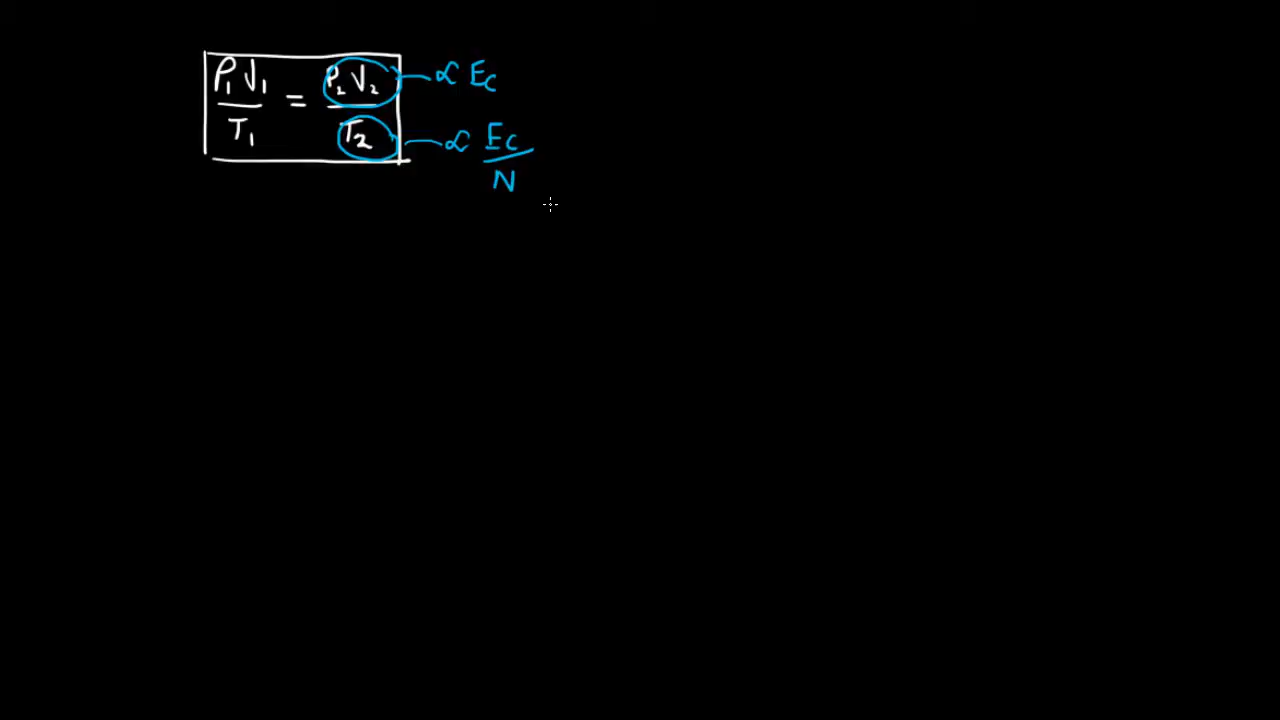 P₁V₁/T₁ = P₂V₂/T₂
∝ Ec
∝ Ec/N